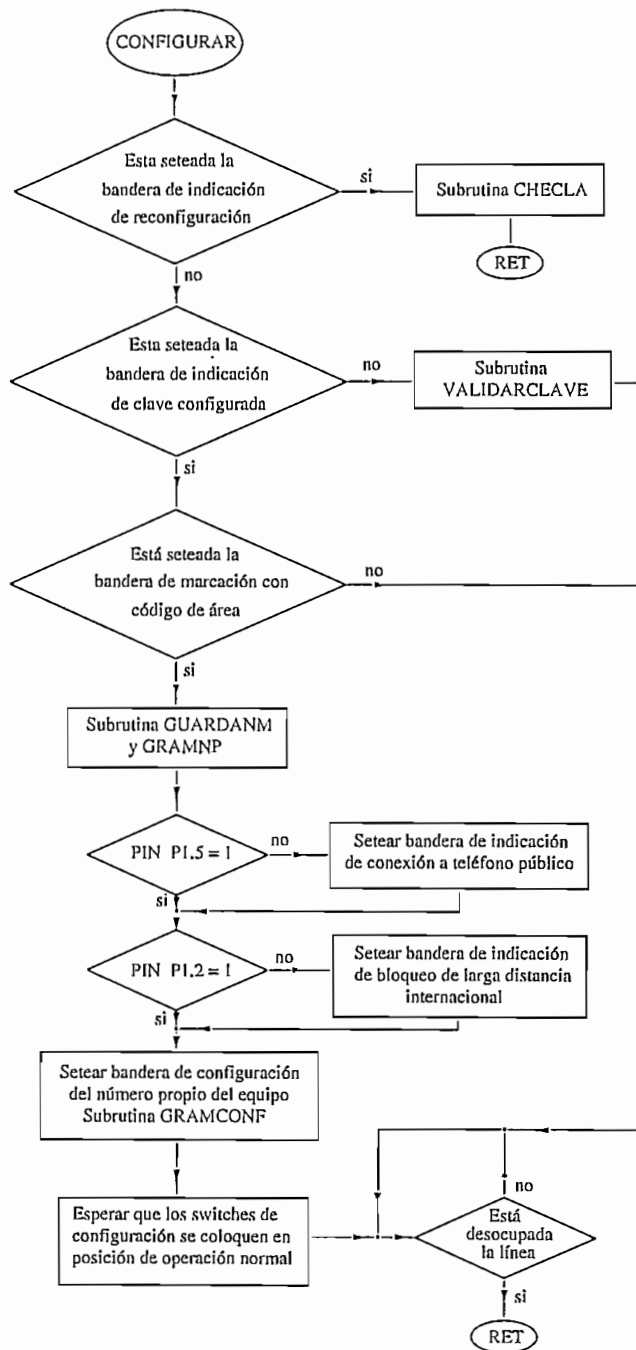 CONFIGURAR
Esta seteada la
bandera de indicación
de reconfiguración
si
Subrutina CHECLA
RET
no
Esta seteada la
bandera de indicación
de clave configurada
no
Subrutina
VALIDARCLAVE
si
Está seteada la
bandera de marcación con
código de área
no
si
Subrutina GUARDANM
y GRAMNP
PIN P1.5 = 1
no
Setear bandera de indicación
de conexión a teléfono público
si
PIN P1.2 = 1
no
Setear bandera de indicación
de bloqueo de larga distancia
internacional
si
Setear bandera de configuración
del número propio del equipo
Subrutina GRAMCONF
Esperar que los switches de
configuración se coloquen en
posición de operación normal
no
Está
desocupada
la línea
si
RET